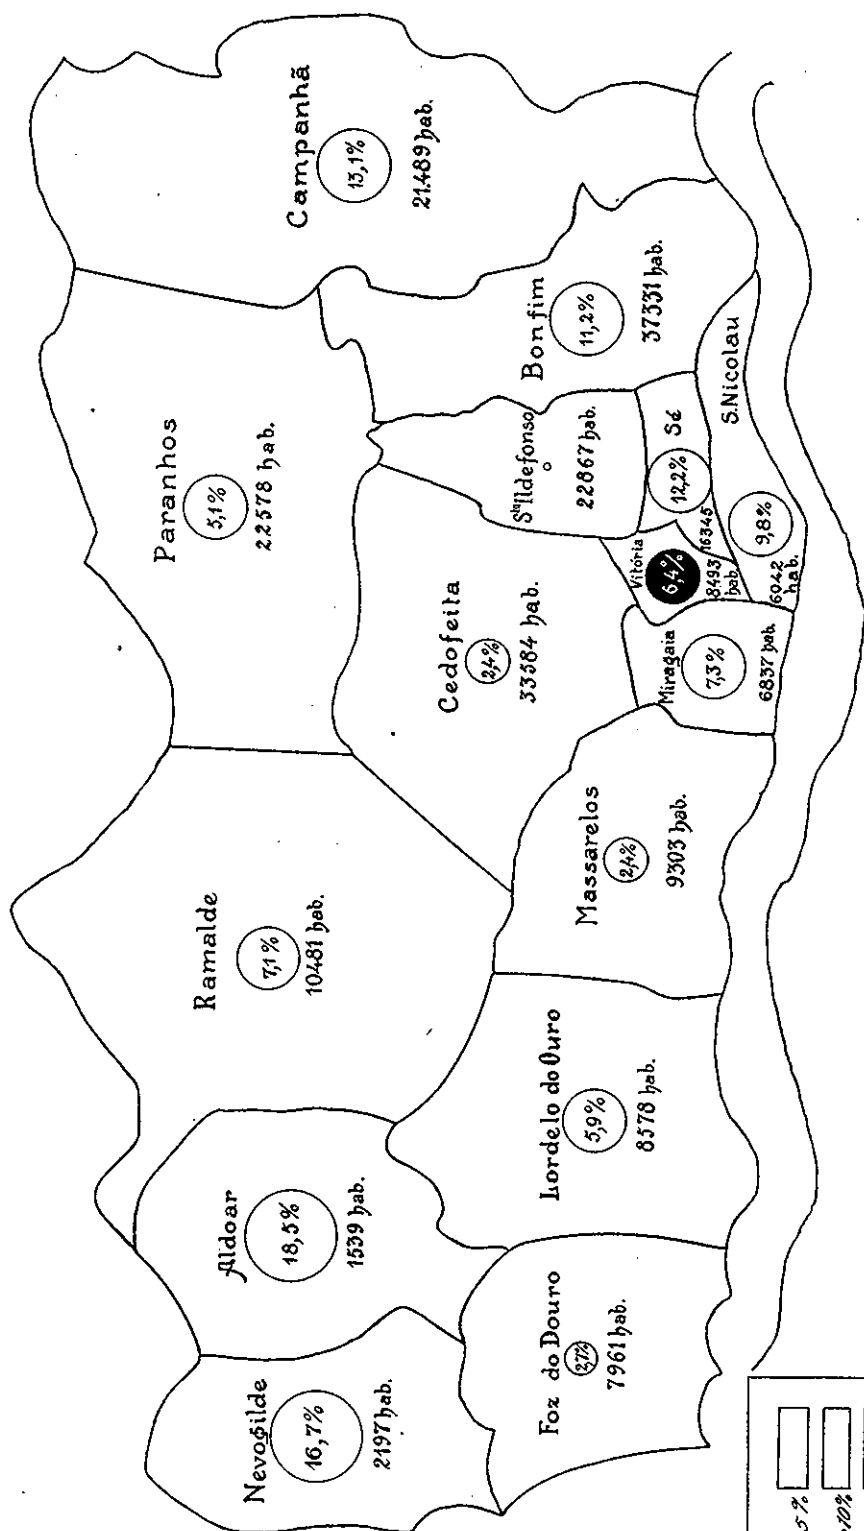 Campanhã
13,1%
21.489 hab.
Paranhos
5,1%
22578 hab.
Bonfim
11,2%
37331 hab.
Stº Ildefonso
22867 hab.
Sé
12,2%
16345
S. Nicolau
9,8%
6042
hab.
Vitória
6,4%
8493
hab.
Miragaia
7,3%
6837 hab.
Cedofeita
2,4%
33584 hab.
Massarelos
2,4%
9303 hab.
Ramalde
7,1%
10481 hab.
Lordelo do Ouro
5,9%
8578 hab.
Aldoar
18,5%
1539 hab.
Foz do Douro
2,7%
7961 hab.
Nevogilde
16,7%
2197 hab.
5%
10%